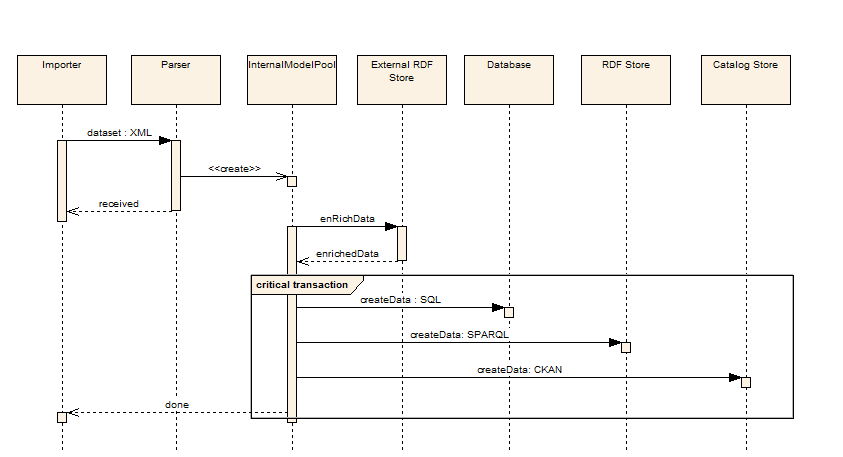 Importer
Parser
InternalModelPool
External RDF
Store
Database
RDF Store
Catalog Store
dataset : XML
<<create>>
received
enRichData
enrichedData
critical transaction
createData : SQL
createData: SPARQL
createData: CKAN
done